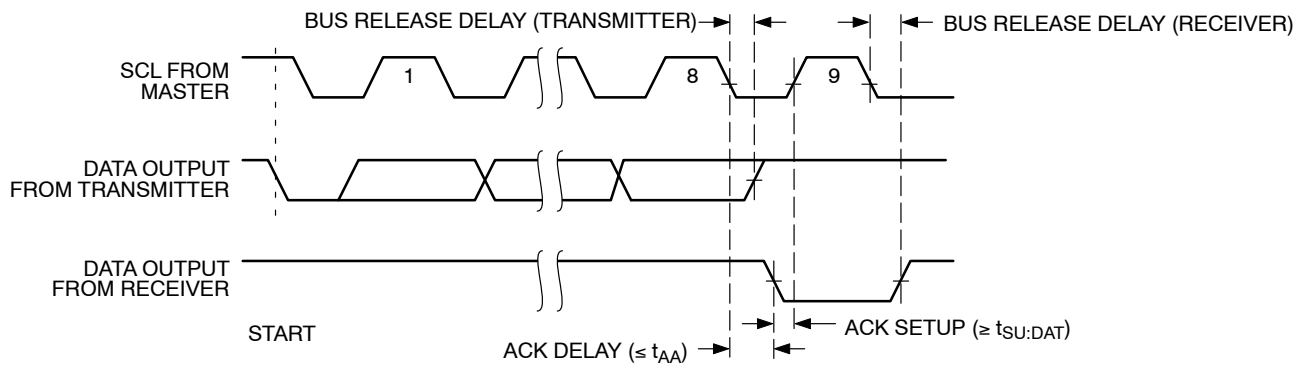 BUS RELEASE DELAY (TRANSMITTER)
BUS RELEASE DELAY (RECEIVER)
SCL FROM
MASTER
1
8
9
DATA OUTPUT
FROM TRANSMITTER
DATA OUTPUT
FROM RECEIVER
START
ACK SETUP (≥ tSU:DAT)
ACK DELAY (≤ tAA)